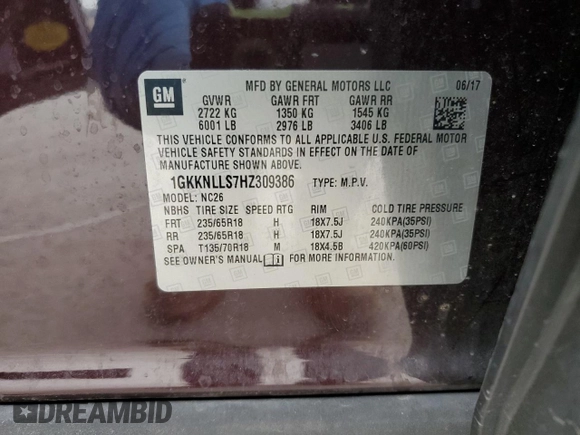 GM
MFD BY GENERAL MOTORS LLC 06/17
GVWR GAWR FRT GAWR RR
2722 KG 1350 KG 1545 KG
6001 LB 2976 LB 3406 LB
THIS VEHICLE CONFORMS TO ALL APPLICABLE U.S. FEDERAL MOTOR
VEHICLE SAFETY STANDARDS IN EFFECT ON THE DATE OF
MANUFACTURE SHOWN ABOVE.
1GKKNLLS7HZ309386 TYPE: M.P.V.
MODEL: NC26
NBHS TIRE SIZE SPEED RTG RIM COLD TIRE PRESSURE
FRT 235/65R18 H 18X7.5J 240KPA(35PSI)
RR 235/65R18 H 18X7.5J 240KPA(35PSI)
SPA T135/70R18 M 18X4.5B 420KPA(60PSI)
SEE OWNER'S MANUAL FOR MORE INFORMATION.
DREAMBID